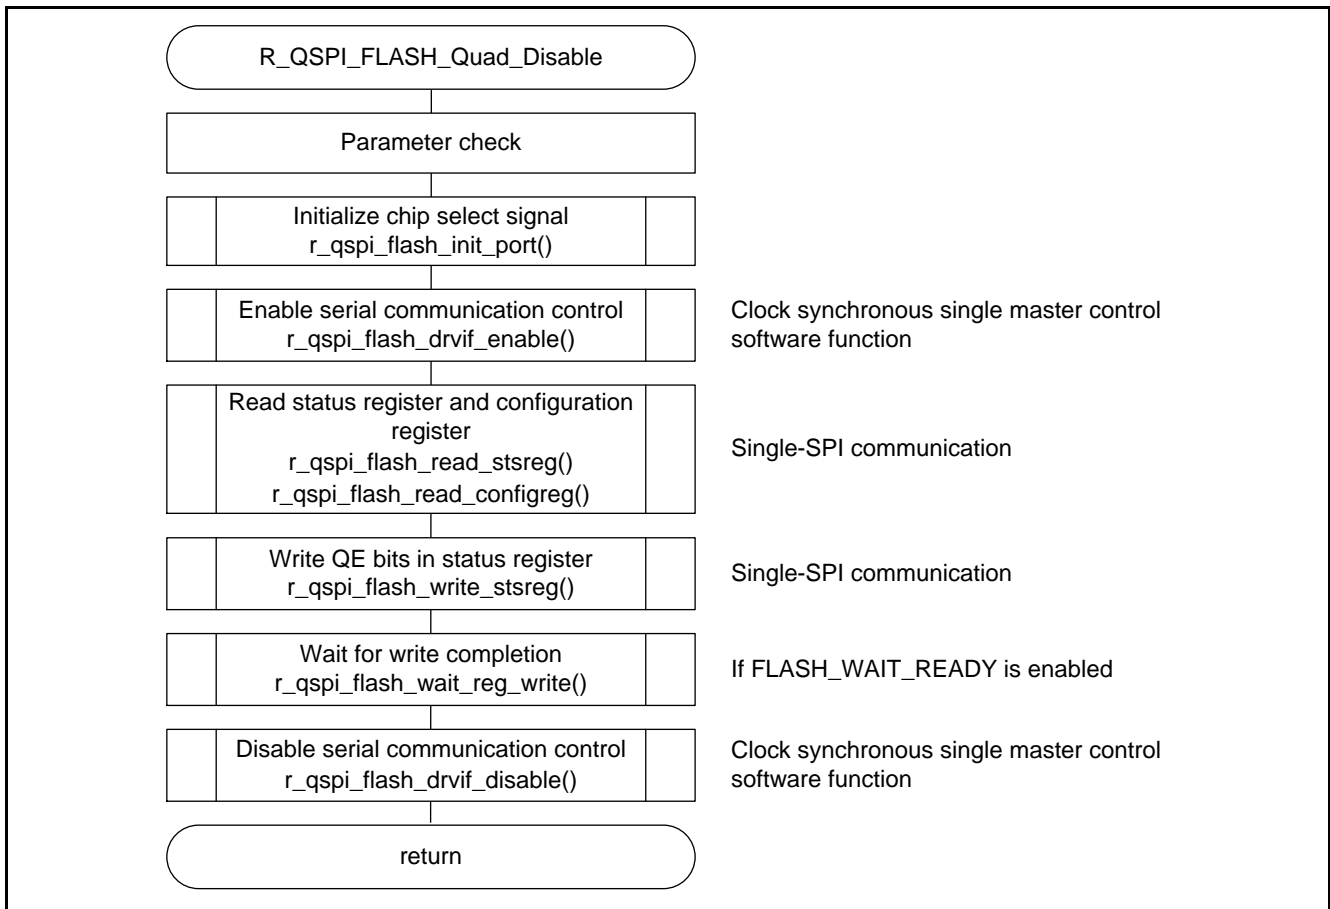 R_QSPI_FLASH_Quad_Disable
Parameter check
Initialize chip select signal
r_qspi_flash_init_port()
Enable serial communication control
r_qspi_flash_drvif_enable()
Clock synchronous single master control
software function
Read status register and configuration
register
r_qspi_flash_read_stsreg()
r_qspi_flash_read_configreg()
Single-SPI communication
Write QE bits in status register
r_qspi_flash_write_stsreg()
Single-SPI communication
Wait for write completion
r_qspi_flash_wait_reg_write()
If FLASH_WAIT_READY is enabled
Disable serial communication control
r_qspi_flash_drvif_disable()
Clock synchronous single master control
software function
return